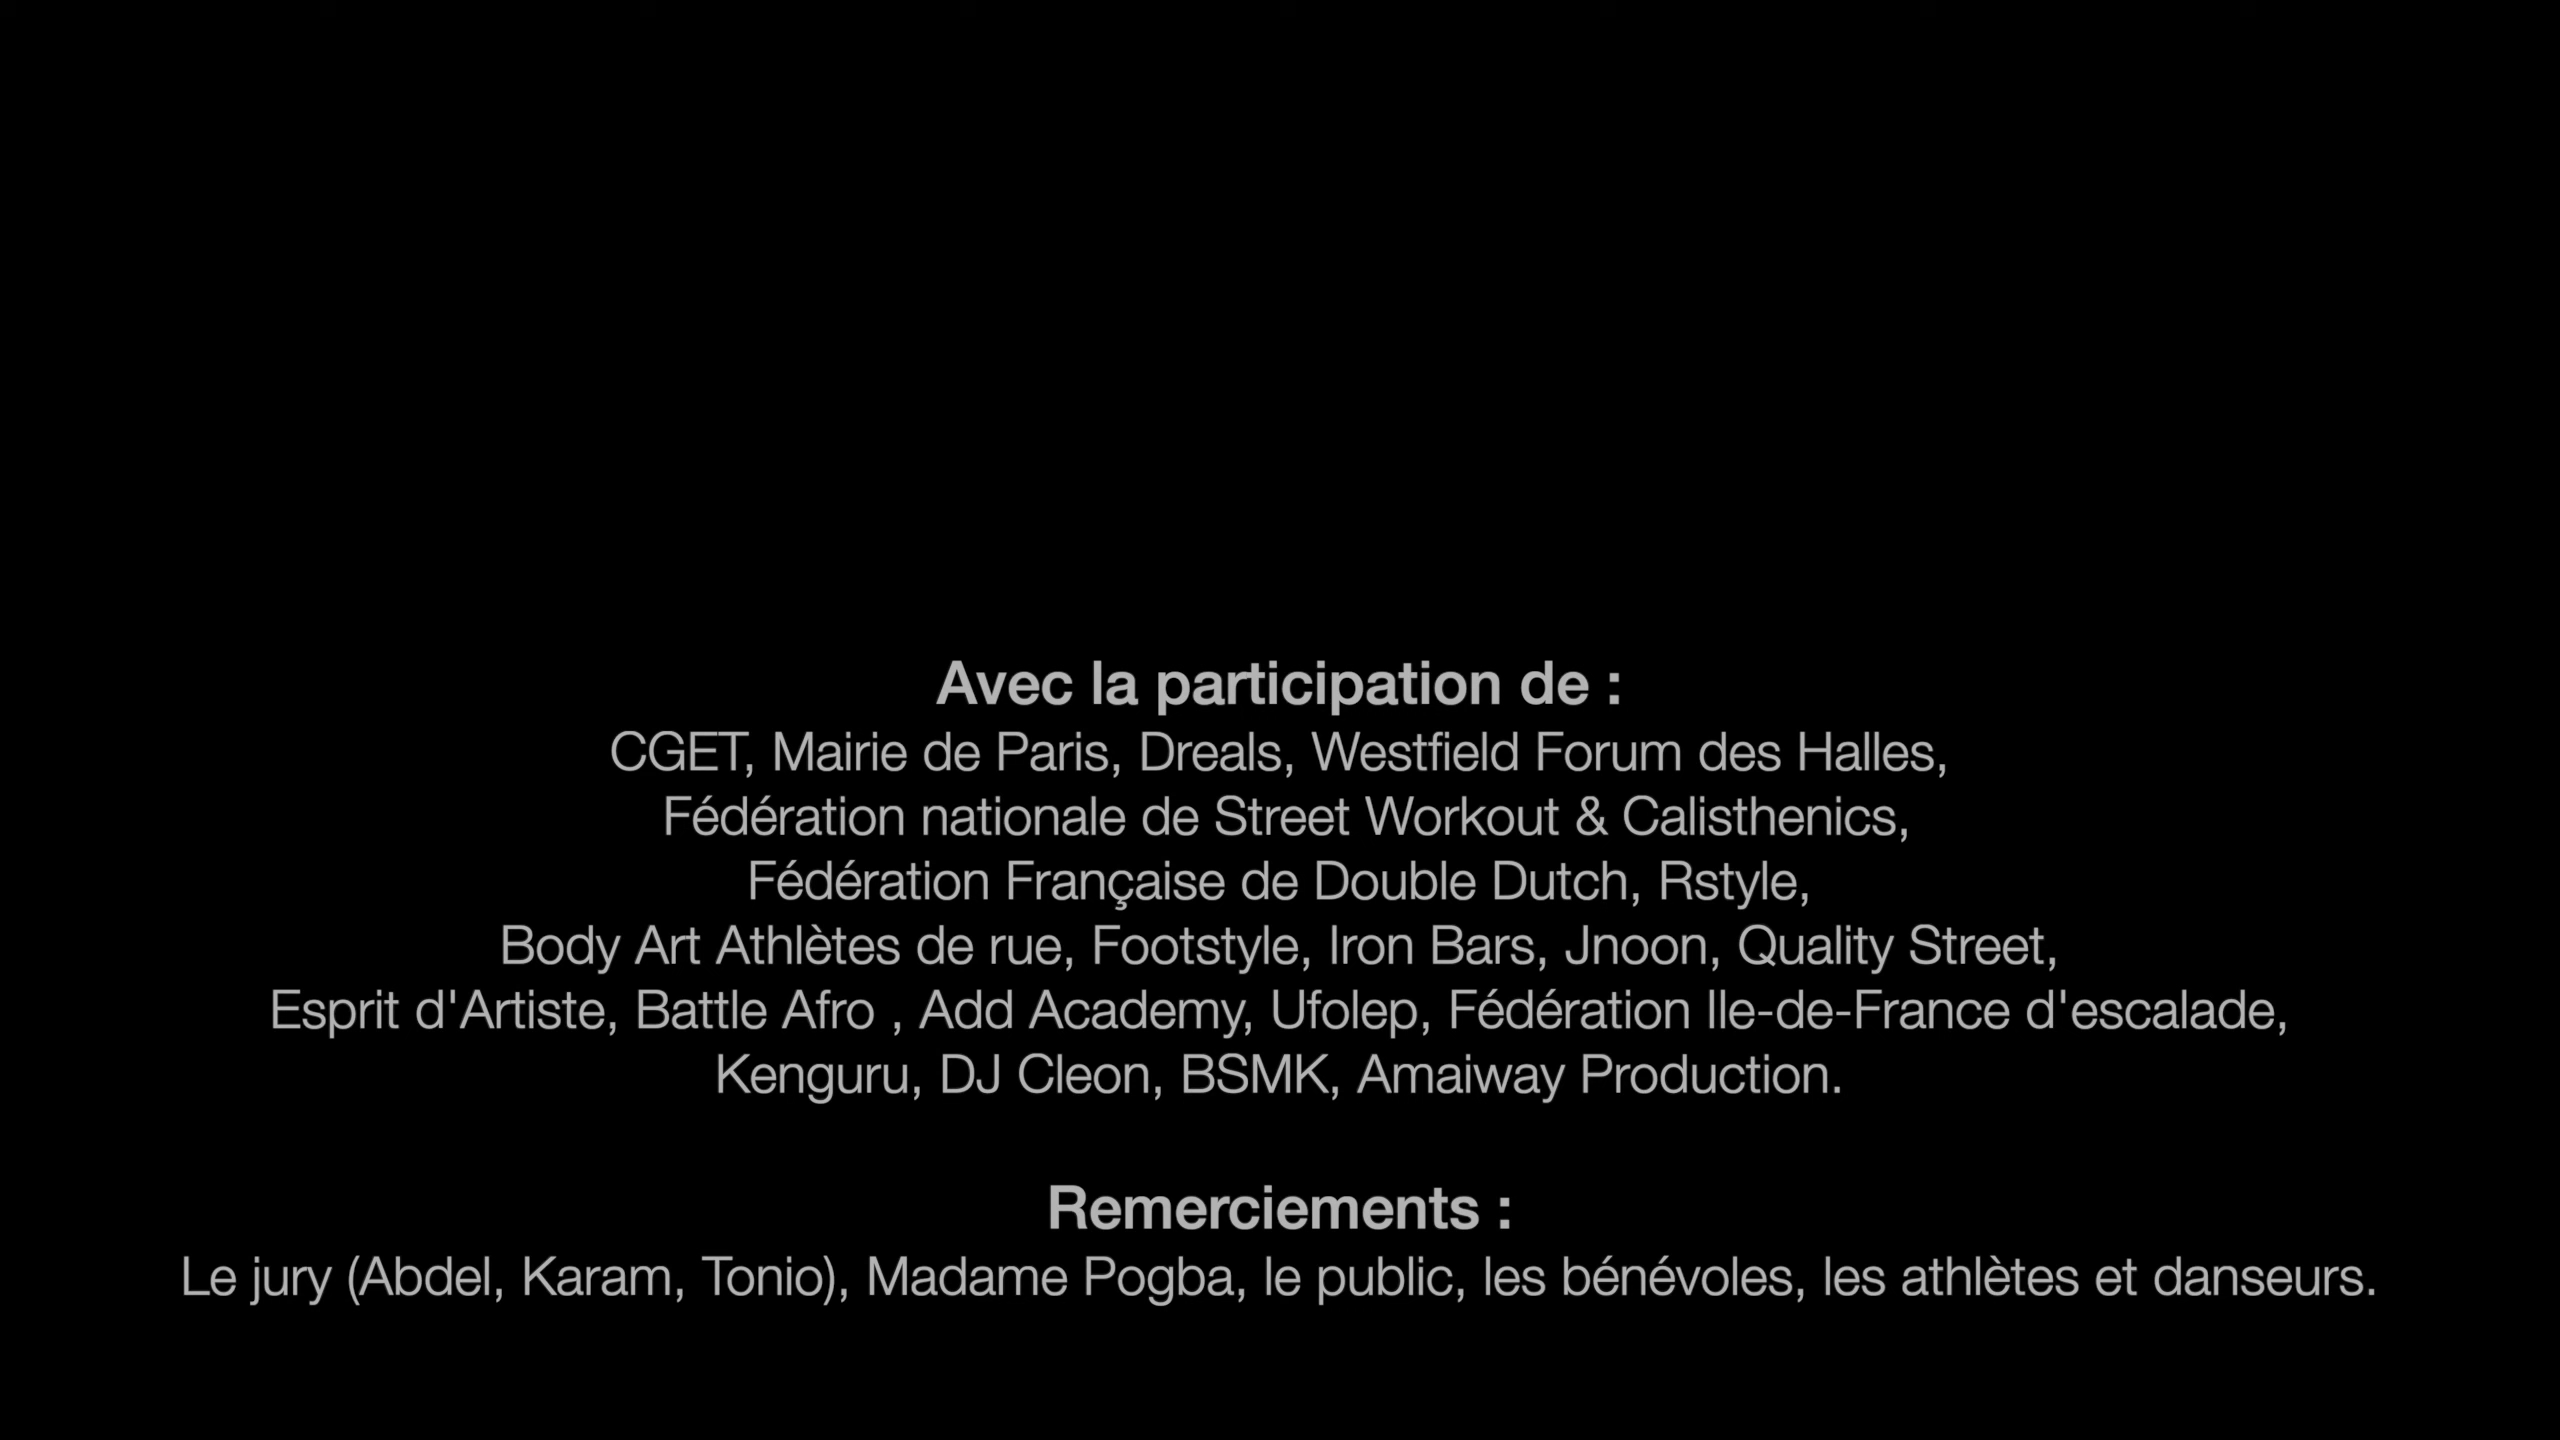 Avec la participation de :
CGET, Mairie de Paris, Dreals, Westfield Forum des Halles,
Fédération nationale de Street Workout & Calisthenics,
Fédération Française de Double Dutch, Rstyle,
Body Art Athlètes de rue, Footstyle, Iron Bars, Jnoon, Quality Street,
Esprit d'Artiste, Battle Afro , Add Academy, Ufolep, Fédération Ile-de-France d'escalade,
Kenguru, DJ Cleon, BSMK, Amaiway Production.
Remerciements :
Le jury (Abdel, Karam, Tonio), Madame Pogba, le public, les bénévoles, les athlètes et danseurs.